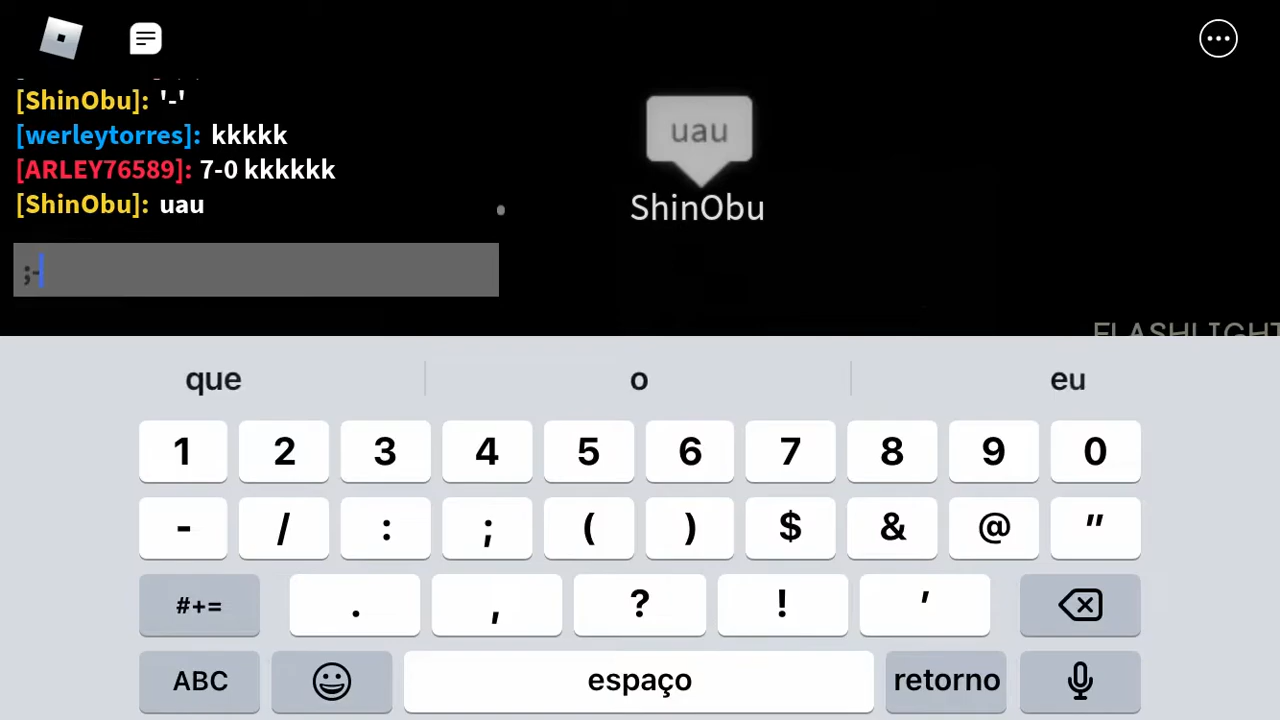 [ShinObu]: '-'
[werleytorres]: kkkkk
[ARLEY76589]: 7-0 kkkkkk
[ShinObu]: uau
;-
uau
ShinObu
FLASHLIGHT
que o eu
1 2 3 4 5 6 7 8 9 0
- / : ; ( ) $ & @ "
#+= . , ? ! '
ABC espaço retorno